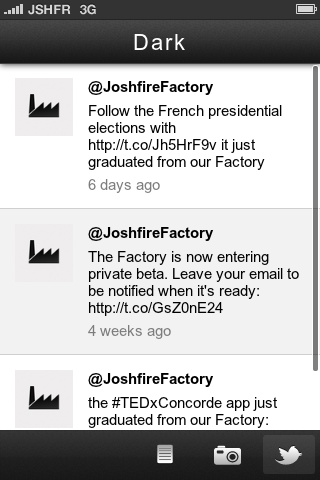 JSHFR 3G
Dark
@JoshfireFactory
Follow the French presidential
elections with
http://t.co/Jh5HrF9v it just
graduated from our Factory
6 days ago
@JoshfireFactory
The Factory is now entering
private beta. Leave your email to
be notified when it's ready:
http://t.co/GsZ0nE24
4 weeks ago
@JoshfireFactory
the #TEDxConcorde app just
graduated from our Factory: